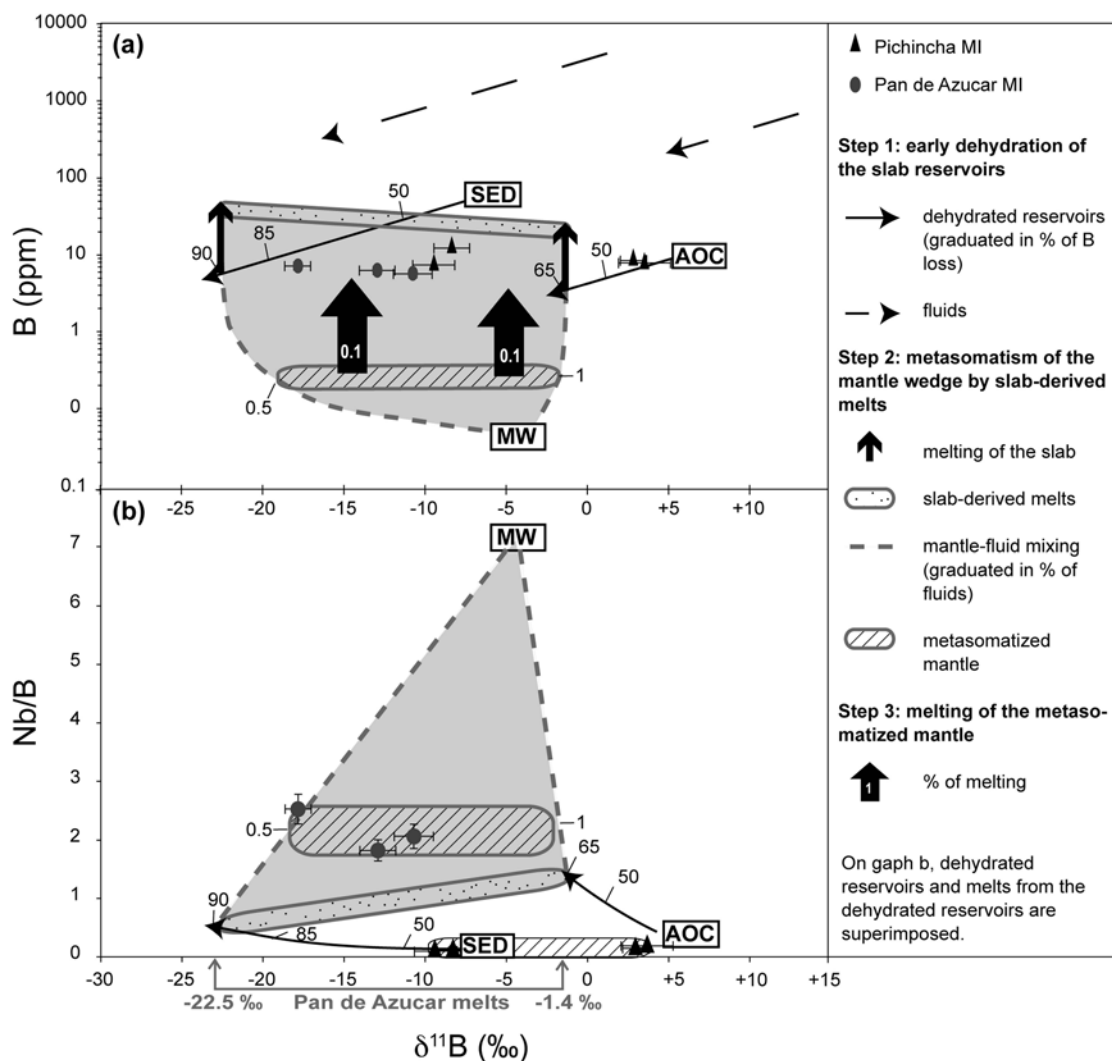 (a)
10000
1000
100
10
1
0
0.1
B (ppm)
SED
50
85
90
AOC
50
65
0.1
0.1
0.5
1
MW
-25 -20 -15 -10 -5 0 +5 +10
(b)
7
6
5
4
3
2
1
0
Nb/B
MW
0.5
1
65
50
90
85
50
SED
AOC
-30 -25 -20 -15 -10 -5 0 +5 +10 +15
-22.5 ‰ Pan de Azucar melts -1.4 ‰
δ11B (‰)
Pichincha MI
Pan de Azucar MI
Step 1: early dehydration of
the slab reservoirs
dehydrated reservoirs
(graduated in % of B
loss)
fluids
Step 2: metasomatism of the
mantle wedge by slab-derived
melts
melting of the slab
slab-derived melts
mantle-fluid mixing
(graduated in % of
fluids)
metasomatized
mantle
Step 3: melting of the metaso-
matized mantle
1
% of melting
On gaph b, dehydrated
reservoirs and melts from the
dehydrated reservoirs are
superimposed.